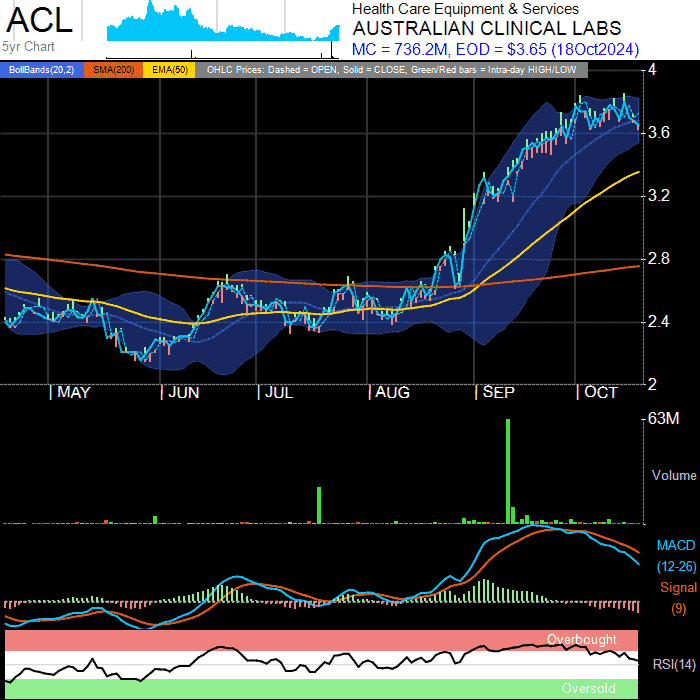 ACL
5yr Chart
Health Care Equipment & Services
AUSTRALIAN CLINICAL LABS
MC = 736.2M, EOD = $3.65 (18Oct2024)
BollBands(20,2) SMA(200) EMA(50) OHLC Prices: Dashed = OPEN, Solid = CLOSE, Green/Red bars = Intra-day HIGH/LOW
4
3.6
3.2
2.8
2.4
2
| MAY | JUN | JUL | AUG | SEP | OCT
63M
Volume
MACD
(12-26)
Signal
(9)
Overbought
RSI(14)
Oversold